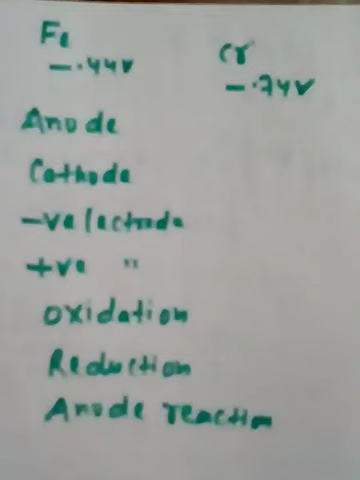 Fe Cr
-.44v -.74v
Anode
Cathode
-ve lectrode
+ve "
Oxidation
Reduction
Anode reaction